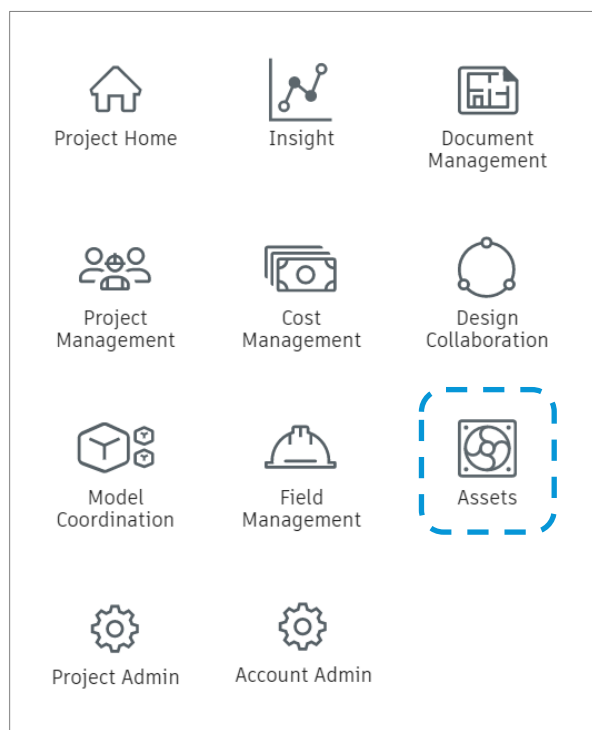 Project Home
Insight
Document
Management
Project
Management
Cost
Management
Design
Collaboration
Model
Coordination
Field
Management
Assets
Project Admin
Account Admin